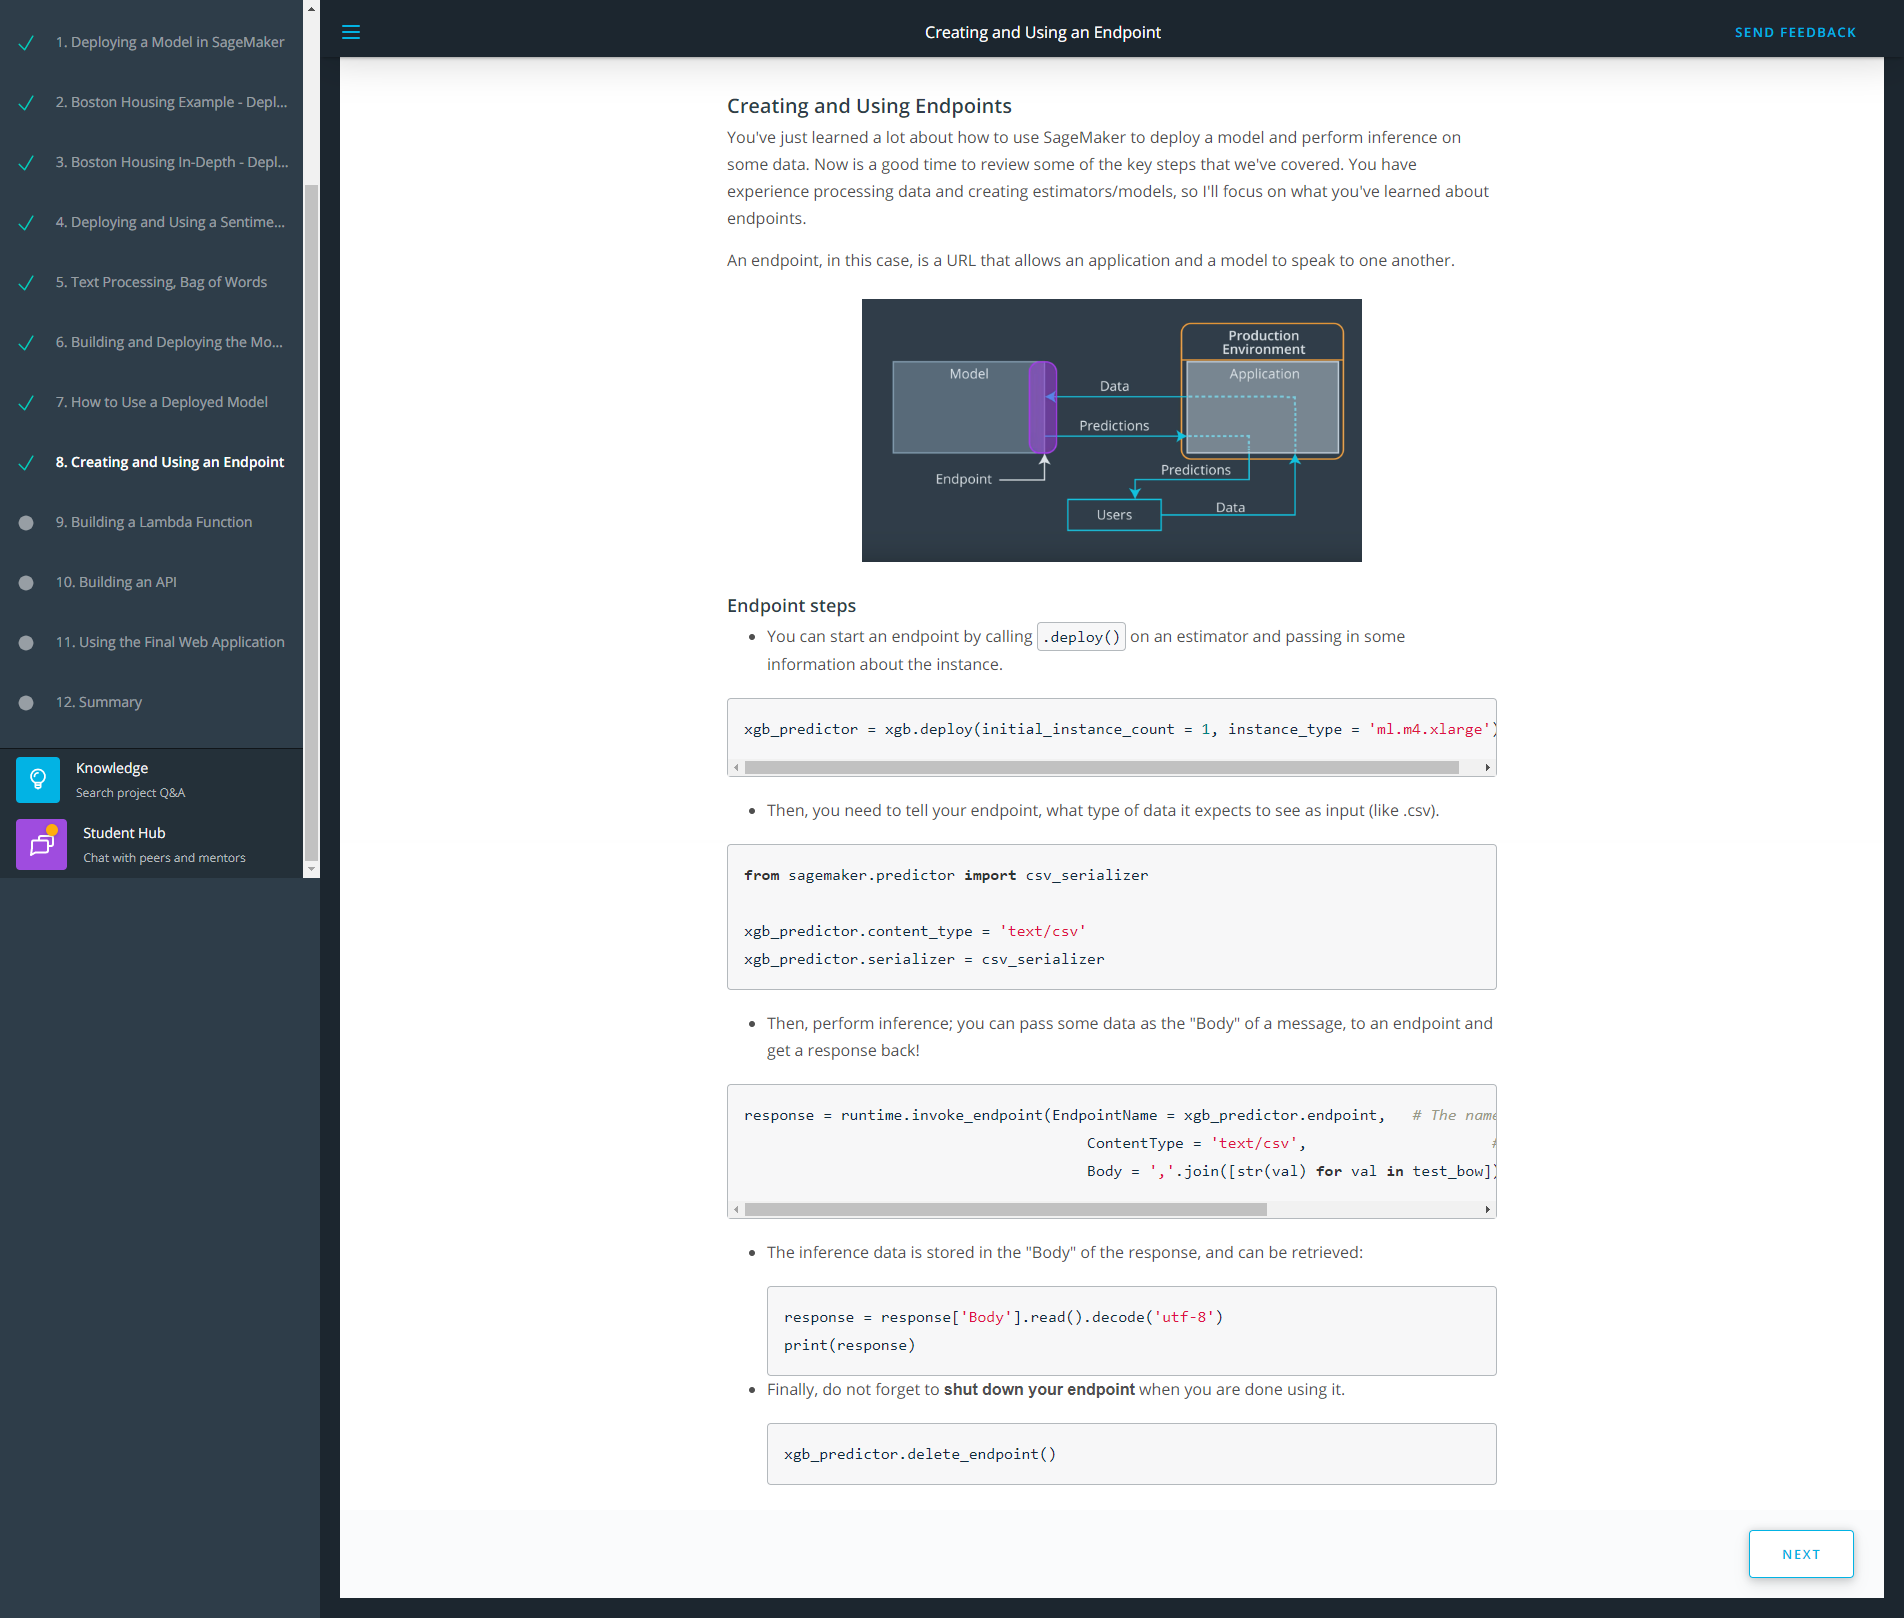 1. Deploying a Model in SageMaker
2. Boston Housing Example - Depl...
3. Boston Housing In-Depth - Depl...
4. Deploying and Using a Sentime...
5. Text Processing, Bag of Words
6. Building and Deploying the Mo...
7. How to Use a Deployed Model
8. Creating and Using an Endpoint
9. Building a Lambda Function
10. Building an API
11. Using the Final Web Application
12. Summary
Knowledge
Search project Q&A
Student Hub
Chat with peers and mentors
Creating and Using an Endpoint
SEND FEEDBACK
Creating and Using Endpoints
You've just learned a lot about how to use SageMaker to deploy a model and perform inference on
some data. Now is a good time to review some of the key steps that we've covered. You have
experience processing data and creating estimators/models, so I'll focus on what you've learned about
endpoints.
An endpoint, in this case, is a URL that allows an application and a model to speak to one another.
Production
Environment
Model
Application
Data
Predictions
Predictions
Endpoint
Data
Users
Endpoint steps
• You can start an endpoint by calling .deploy() on an estimator and passing in some
information about the instance.
xgb_predictor = xgb.deploy(initial_instance_count = 1, instance_type = 'ml.m4.xlarge')
• Then, you need to tell your endpoint, what type of data it expects to see as input (like .csv).
from sagemaker.predictor import csv_serializer
xgb_predictor.content_type = 'text/csv'
xgb_predictor.serializer = csv_serializer
• Then, perform inference; you can pass some data as the "Body" of a message, to an endpoint and
get a response back!
response = runtime.invoke_endpoint(EndpointName = xgb_predictor.endpoint,   # The name
ContentType = 'text/csv',   #
Body = ','.join([str(val) for val in test_bow])
• The inference data is stored in the "Body" of the response, and can be retrieved:
response = response['Body'].read().decode('utf-8')
print(response)
• Finally, do not forget to shut down your endpoint when you are done using it.
xgb_predictor.delete_endpoint()
NEXT